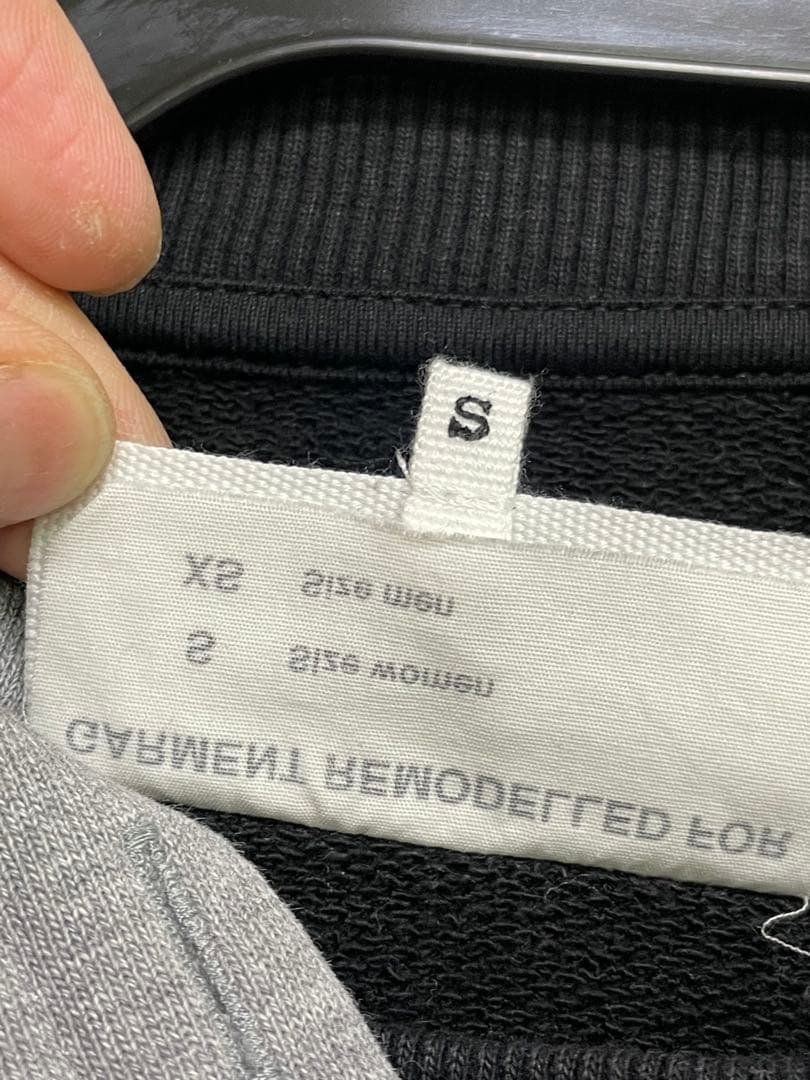 S
XS Size men
S Size women
GARMENT REMODELLED FOR